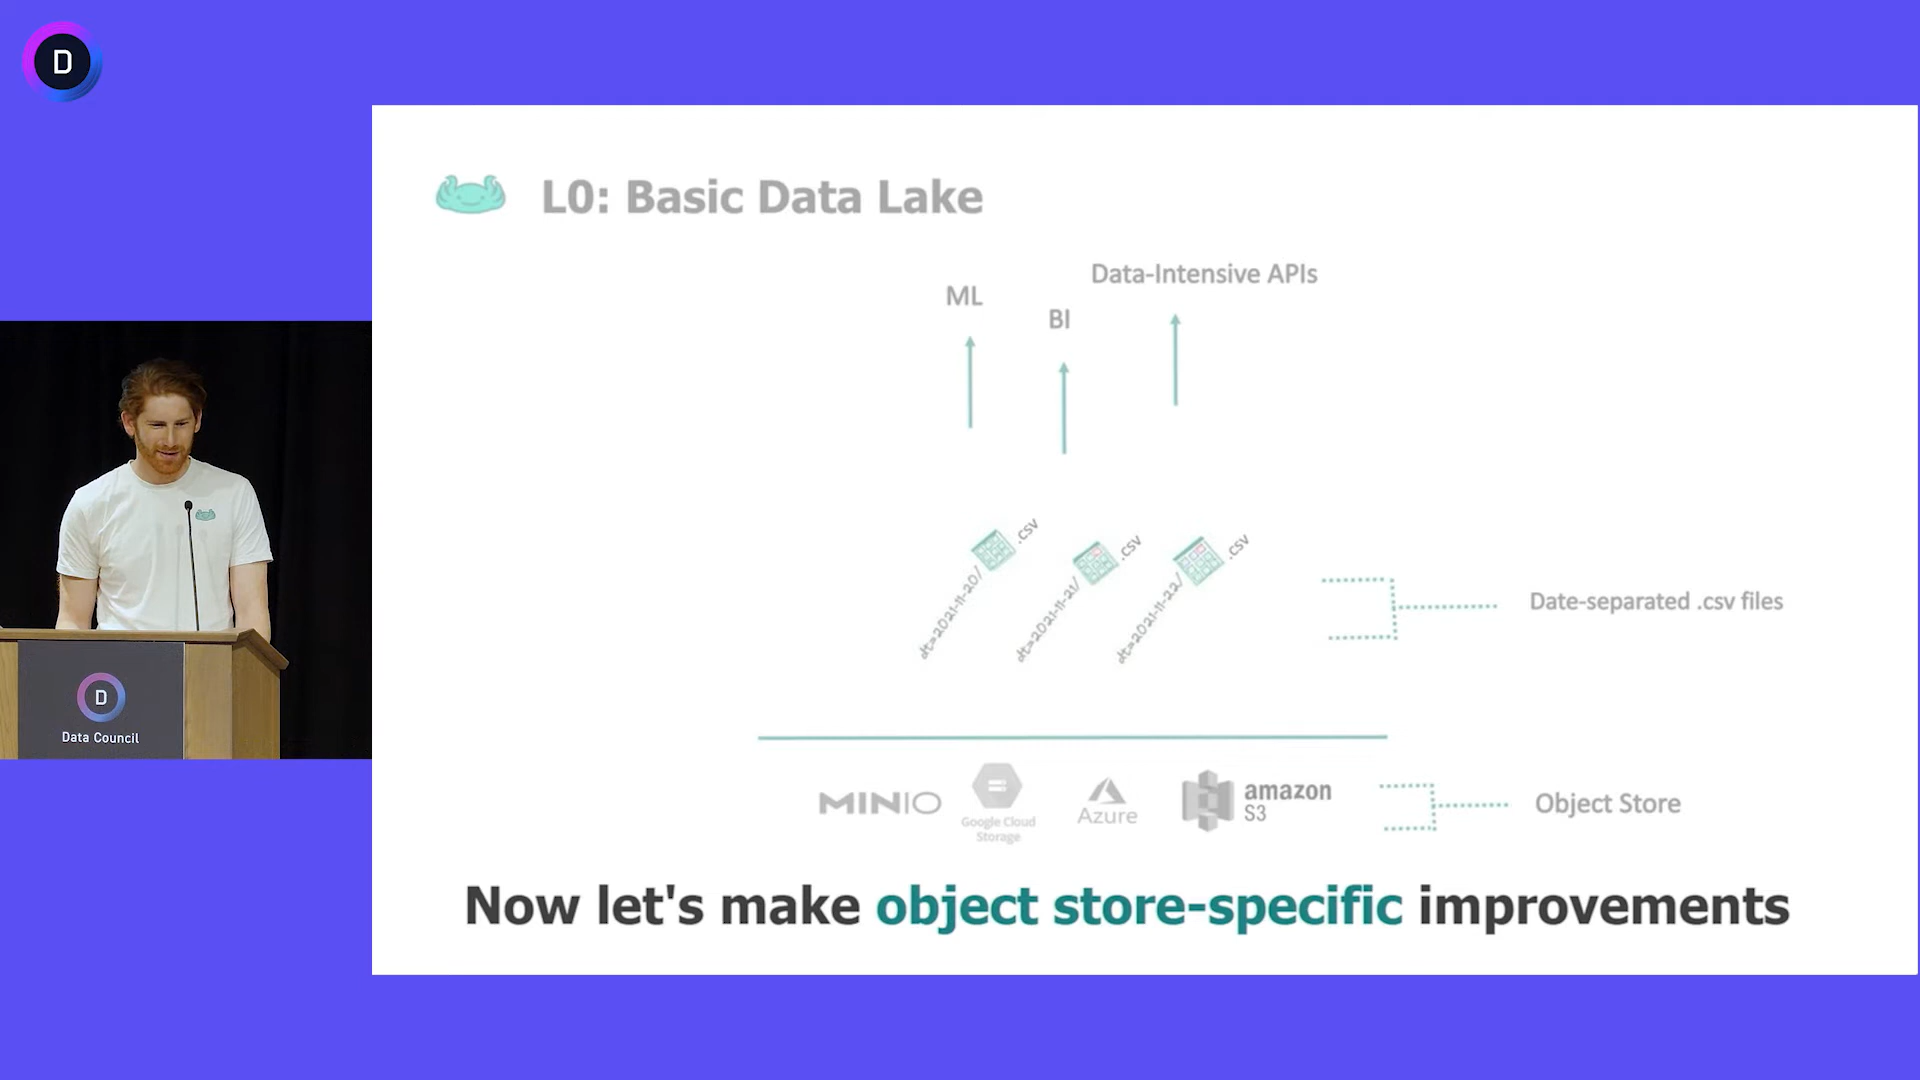 D
L0: Basic Data Lake
Data-Intensive APIs
ML
BI
.csv
.csv
.csv
dt=2021-11-20/
dt=2021-11-21/
dt=2021-11-22/
Date-separated .csv files
MINIO
Google Cloud
Storage
Azure
amazon
S3
Object Store
Now let's make object store-specific improvements
D
Data Council